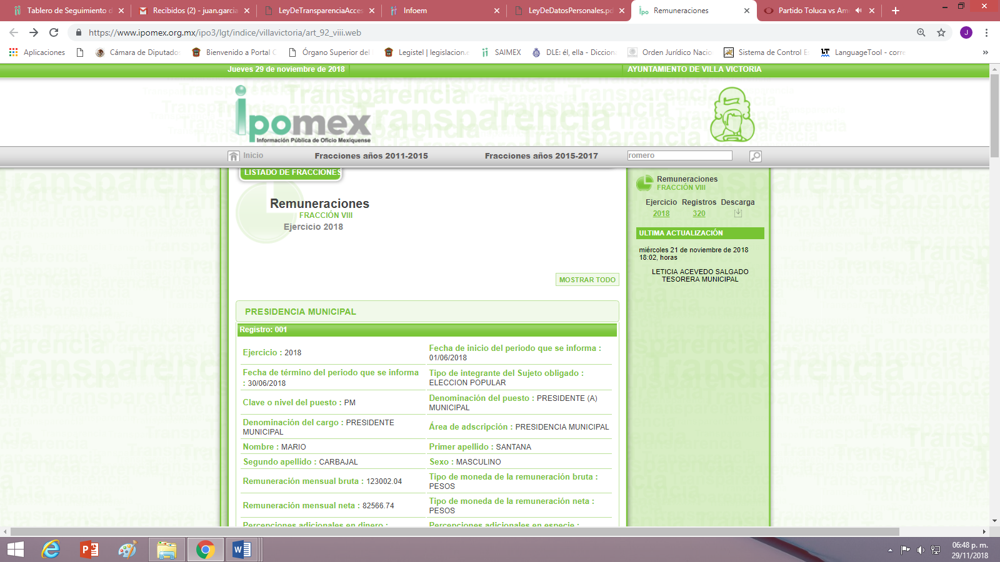 Tablero de Seguimiento d
Recibidos (2) - juan.garcia
LeyDeTransparenciaAcces
Infoem
LeyDeDatosPersonales.pd
Remuneraciones
Partido Toluca vs Amé
https://www.ipomex.org.mx/ipo3/lgt/indice/villavictoria/art_92_viii.web
J
Aplicaciones
Cámara de Diputados
Bienvenido a Portal C
Órgano Superior del
Legistel | legislacion.e
SAIMEX
DLE: él, ella - Diccion
Orden Jurídico Nacio
Sistema de Control E
LanguageTool - corre
»
Jueves 29 de noviembre de 2018
AYUNTAMIENTO DE VILLA VICTORIA
Transparencia
ipomex
Información Pública de Oficio Mexiquense
Inicio
Fracciones años 2011-2015
Fracciones años 2015-2017
romero
LISTADO DE FRACCIONES
Remuneraciones
FRACCIÓN VIII
Ejercicio 2018
MOSTRAR TODO
PRESIDENCIA MUNICIPAL
Registro: 001
Ejercicio : 2018
Fecha de inicio del periodo que se informa :
01/06/2018
Fecha de término del periodo que se informa
: 30/06/2018
Tipo de integrante del Sujeto obligado :
ELECCION POPULAR
Clave o nivel del puesto : PM
Denominación del puesto : PRESIDENTE (A)
MUNICIPAL
Denominación del cargo : PRESIDENTE
MUNICIPAL
Área de adscripción : PRESIDENCIA MUNICIPAL
Nombre : MARIO
Primer apellido : SANTANA
Segundo apellido : CARBAJAL
Sexo : MASCULINO
Remuneración mensual bruta : 123002.04
Tipo de moneda de la remuneración bruta :
PESOS
Remuneración mensual neta : 82566.74
Tipo de moneda de la remuneración neta :
PESOS
Percepciones adicionales en dinero :
Percepciones adicionales en especie :
Remuneraciones
FRACCIÓN VIII
Ejercicio Registros Descarga
2018 320
ULTIMA ACTUALIZACIÓN
miércoles 21 de noviembre de 2018
18:02, horas
LETICIA ACEVEDO SALGADO
TESORERA MUNICIPAL
06:48 p. m.
29/11/2018